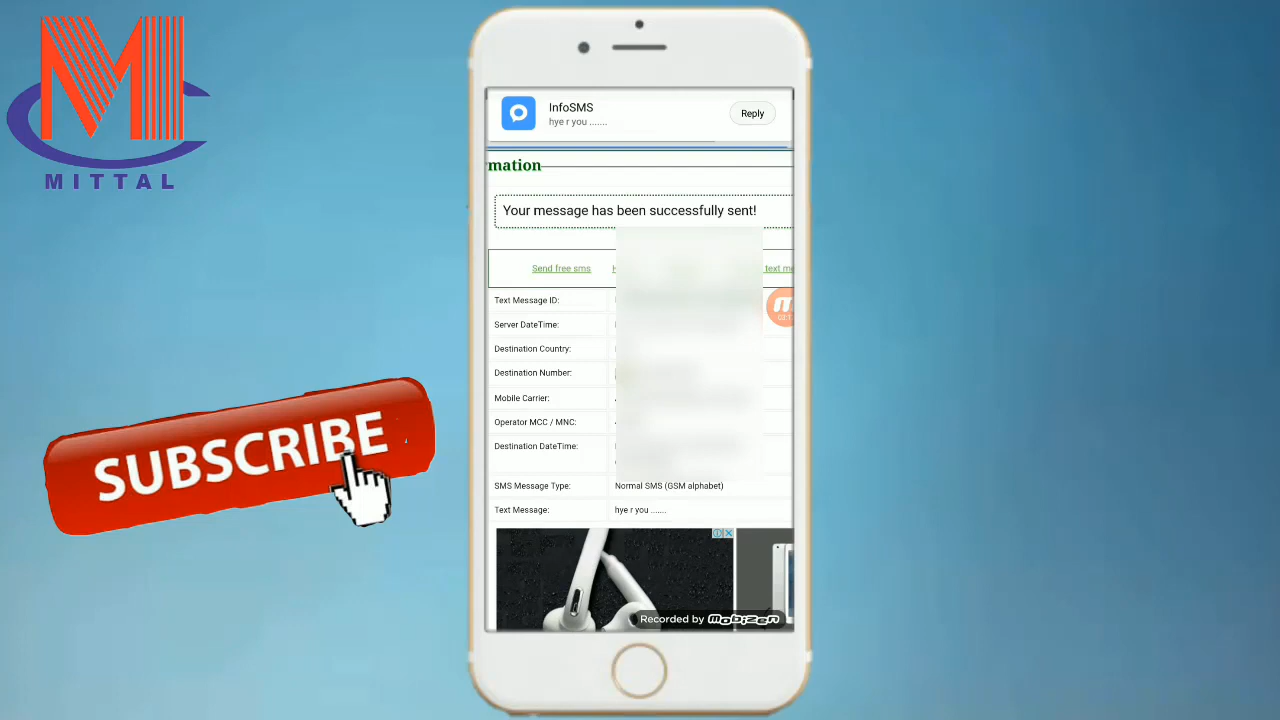 MITTAL
InfoSMS
hye r you .......
Reply
mation
Your message has been successfully sent!
Send free sms
text me
Text Message ID:
Server DateTime:
Destination Country:
Destination Number:
Mobile Carrier:
Operator MCC / MNC:
Destination DateTime:
SMS Message Type:
Normal SMS (GSM alphabet)
Text Message:
hye r you .......
SUBSCRIBE
Recorded by mobizen